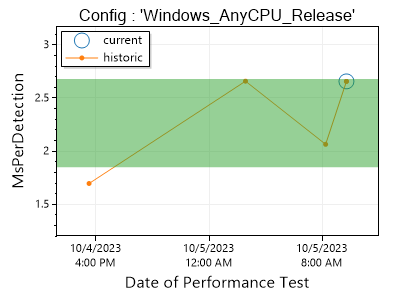 Config : 'Windows_AnyCPU_Release'
current
historic
3
2.5
2
1.5
MsPerDetection
10/4/2023 10/5/2023 10/5/2023
4:00 PM 12:00 AM 8:00 AM
Date of Performance Test